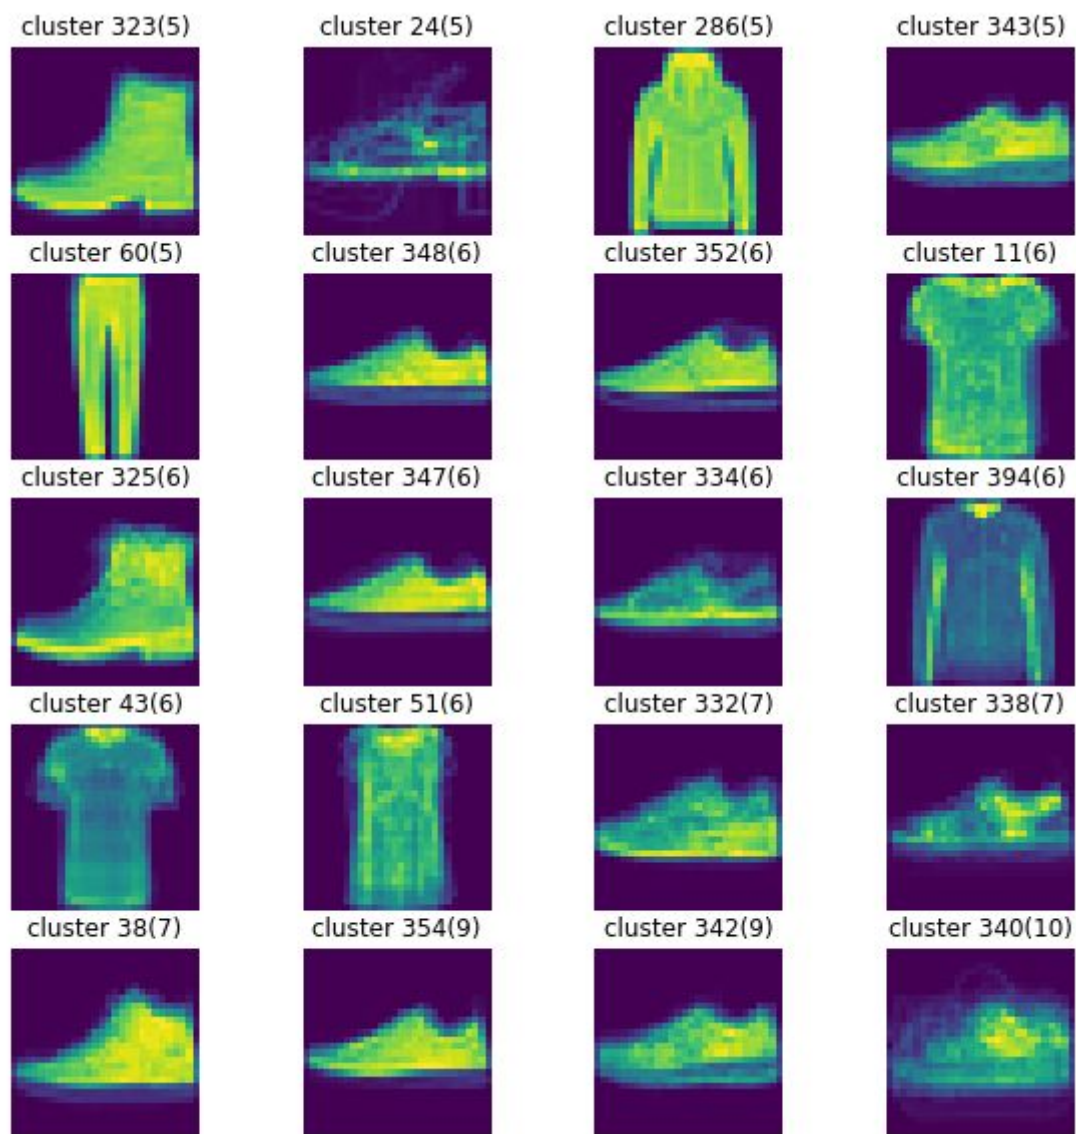 cluster 323(5) cluster 24(5) cluster 286(5) cluster 343(5)
cluster 60(5) cluster 348(6) cluster 352(6) cluster 11(6)
cluster 325(6) cluster 347(6) cluster 334(6) cluster 394(6)
cluster 43(6) cluster 51(6) cluster 332(7) cluster 338(7)
cluster 38(7) cluster 354(9) cluster 342(9) cluster 340(10)